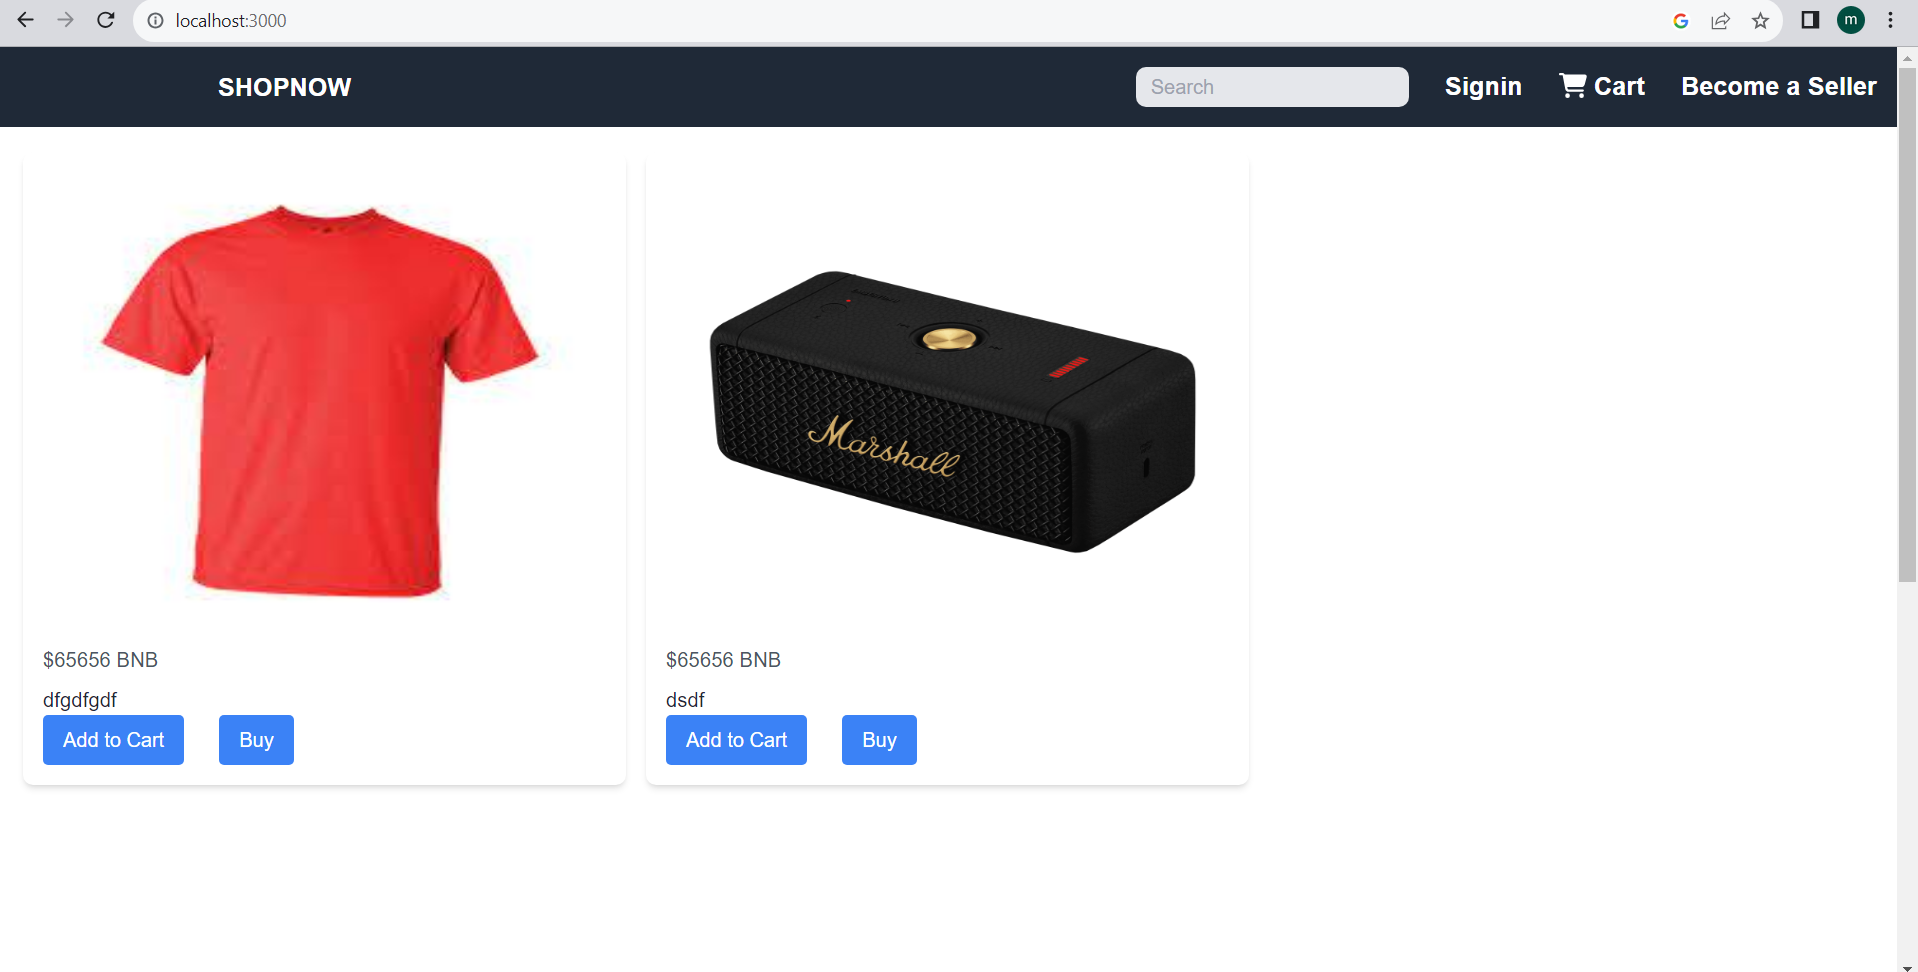 localhost:3000
m
SHOPNOW
Search
Signin
Cart
Become a Seller
Marshall
$65656 BNB
dfgdfgdf
Add to Cart
Buy
$65656 BNB
dsdf
Add to Cart
Buy